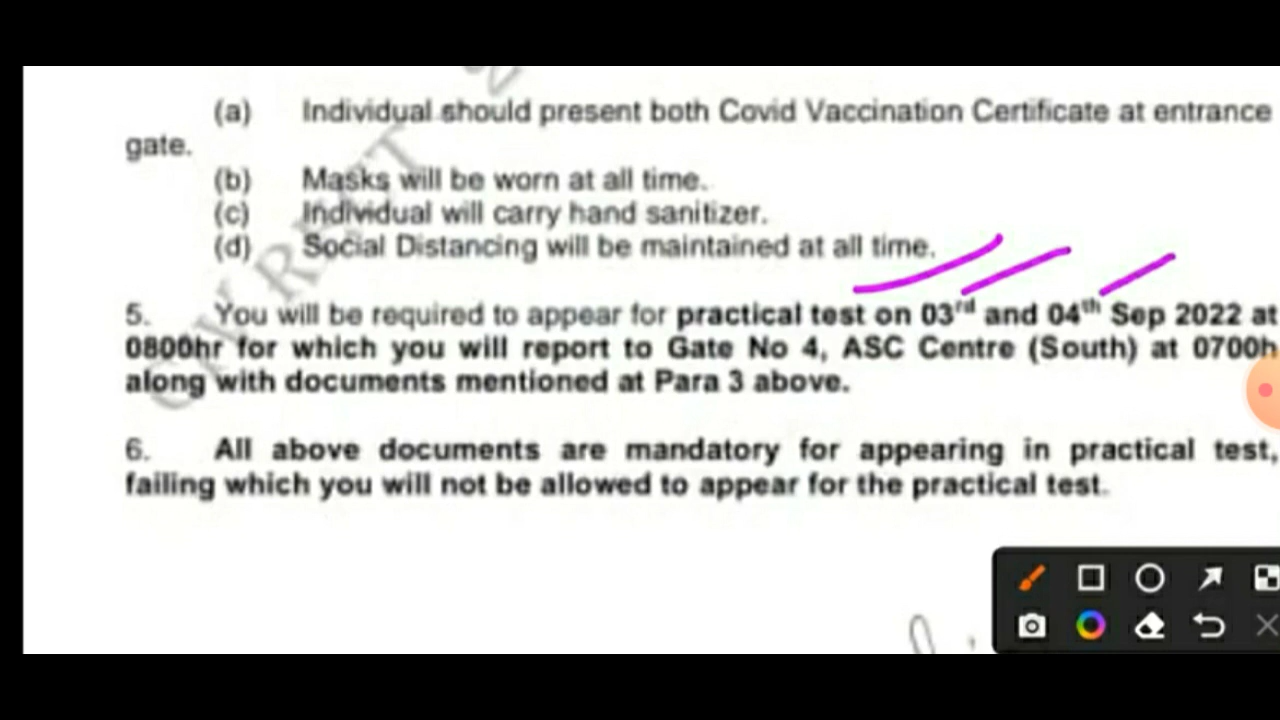 (a) Individual should present both Covid Vaccination Certificate at entrance
gate.
(b) Masks will be worn at all time.
(c) Individual will carry hand sanitizer.
(d) Social Distancing will be maintained at all time.
5. You will be required to appear for practical test on 03rd and 04th Sep 2022 at
0800hr for which you will report to Gate No 4, ASC Centre (South) at 0700h
along with documents mentioned at Para 3 above.
6. All above documents are mandatory for appearing in practical test,
failing which you will not be allowed to appear for the practical test.